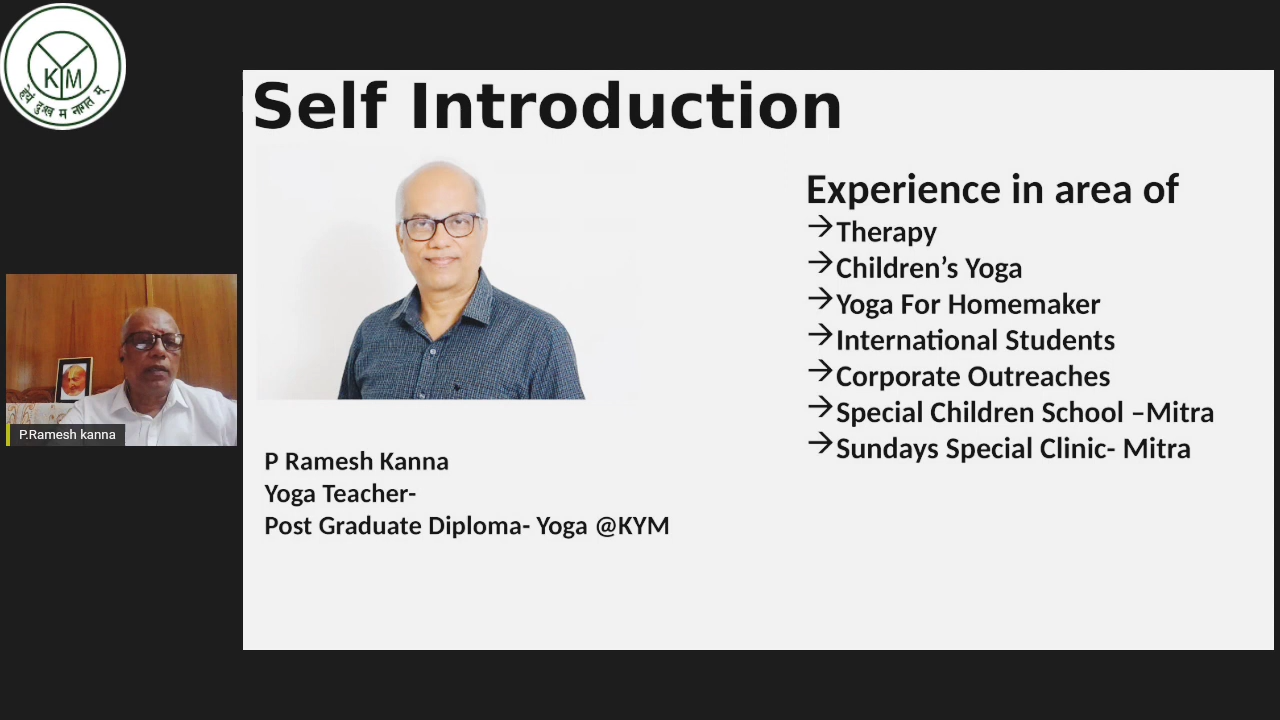 KYM
हेयं दुःख म नागत म्
Self Introduction
Experience in area of
→Therapy
→Children’s Yoga
→Yoga For Homemaker
→International Students
→Corporate Outreaches
→Special Children School –Mitra
→Sundays Special Clinic- Mitra
P.Ramesh kanna
P Ramesh Kanna
Yoga Teacher-
Post Graduate Diploma- Yoga @KYM